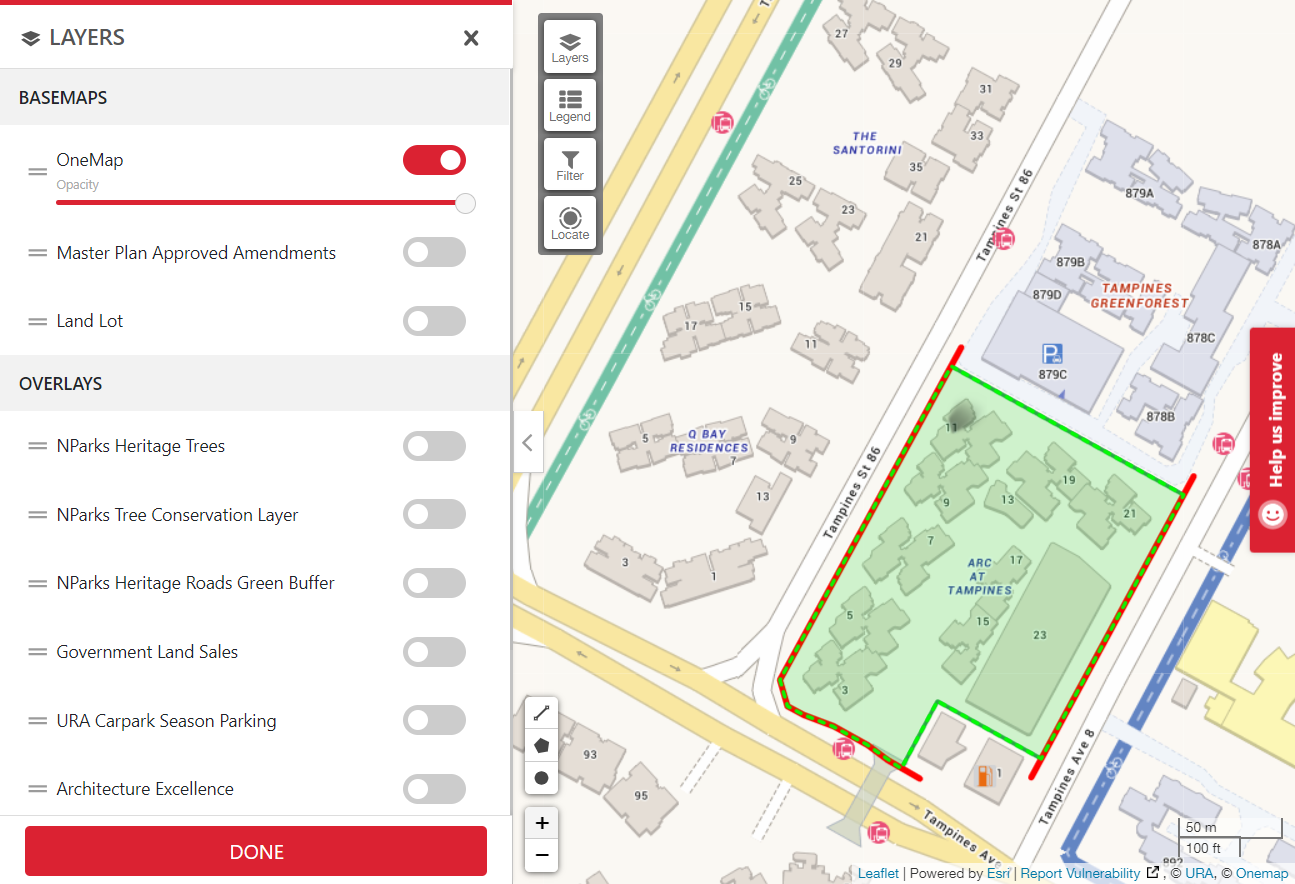 LAYERS
BASEMAPS
OneMap
Opacity
Master Plan Approved Amendments
Land Lot
OVERLAYS
NParks Heritage Trees
NParks Tree Conservation Layer
NParks Heritage Roads Green Buffer
Government Land Sales
URA Carpark Season Parking
Architecture Excellence
DONE
Layers
Legend
Filter
Locate
27
29
31
33
THE
SANTORINI
35
25
23
21
Tampines St 86
879A
878A
879B
879D
TAMPINES
GREENFOREST
878C
P
879C
878B
15
17
11
5
Q BAY
RESIDENCES
7
9
13
3
1
Tampines St 86
11
9
13
19
21
7
17
ARC
AT
TAMPINES
5
15
23
3
1
93
95
Tampines Ave 8
Tampines Ave
892
Help us improve
+
−
50 m
100 ft
Leaflet | Powered by Esri | Report Vulnerability , © URA, © Onemap